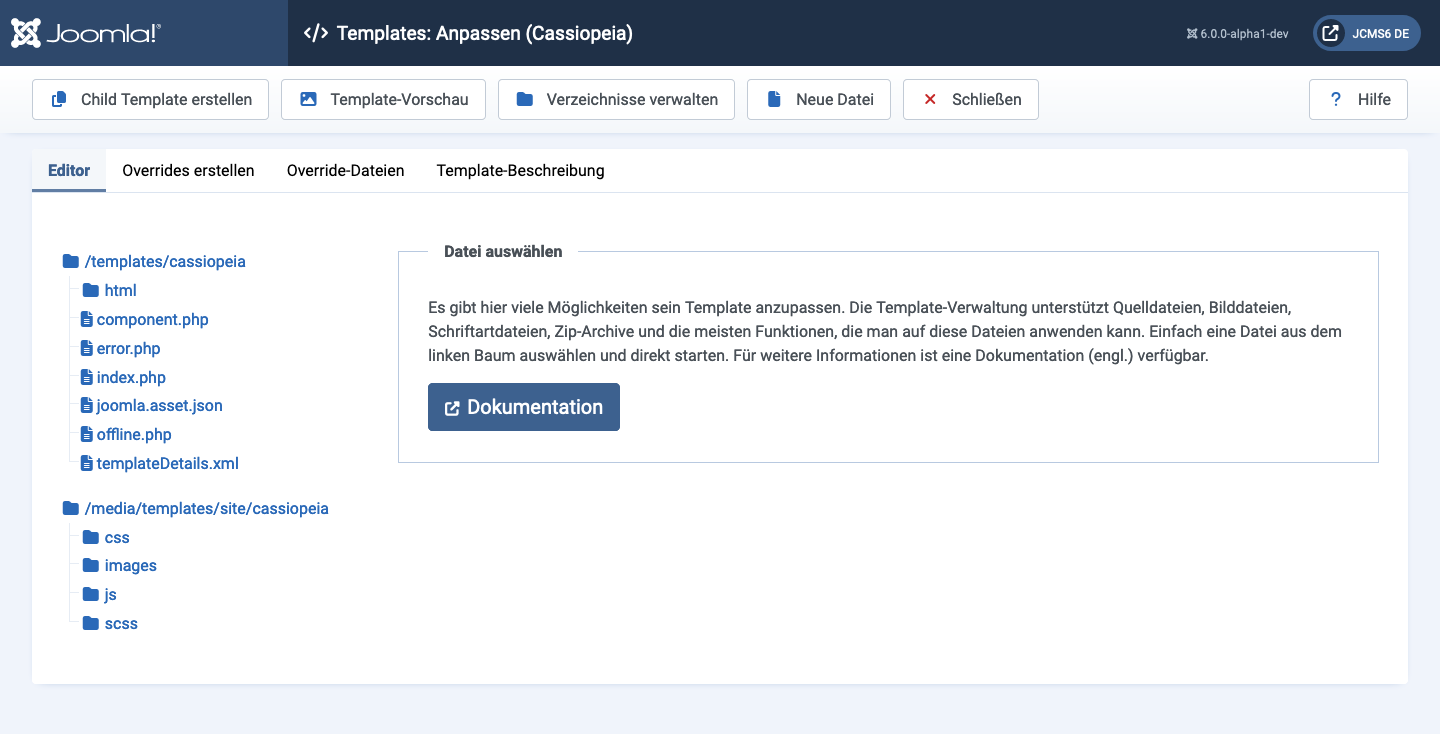 Joomla!®
Templates: Anpassen (Cassiopeia)
6.0.0-alpha1-dev
JCMS6 DE
Child Template erstellen
Template-Vorschau
Verzeichnisse verwalten
Neue Datei
Schließen
? Hilfe
Editor
Overrides erstellen
Override-Dateien
Template-Beschreibung
/templates/cassiopeia
html
component.php
error.php
index.php
joomla.asset.json
offline.php
templateDetails.xml
/media/templates/site/cassiopeia
css
images
js
scss
Datei auswählen
Es gibt hier viele Möglichkeiten sein Template anzupassen. Die Template-Verwaltung unterstützt Quelldateien, Bilddateien,
Schriftartdateien, Zip-Archive und die meisten Funktionen, die man auf diese Dateien anwenden kann. Einfach eine Datei aus dem
linken Baum auswählen und direkt starten. Für weitere Informationen ist eine Dokumentation (engl.) verfügbar.
Dokumentation